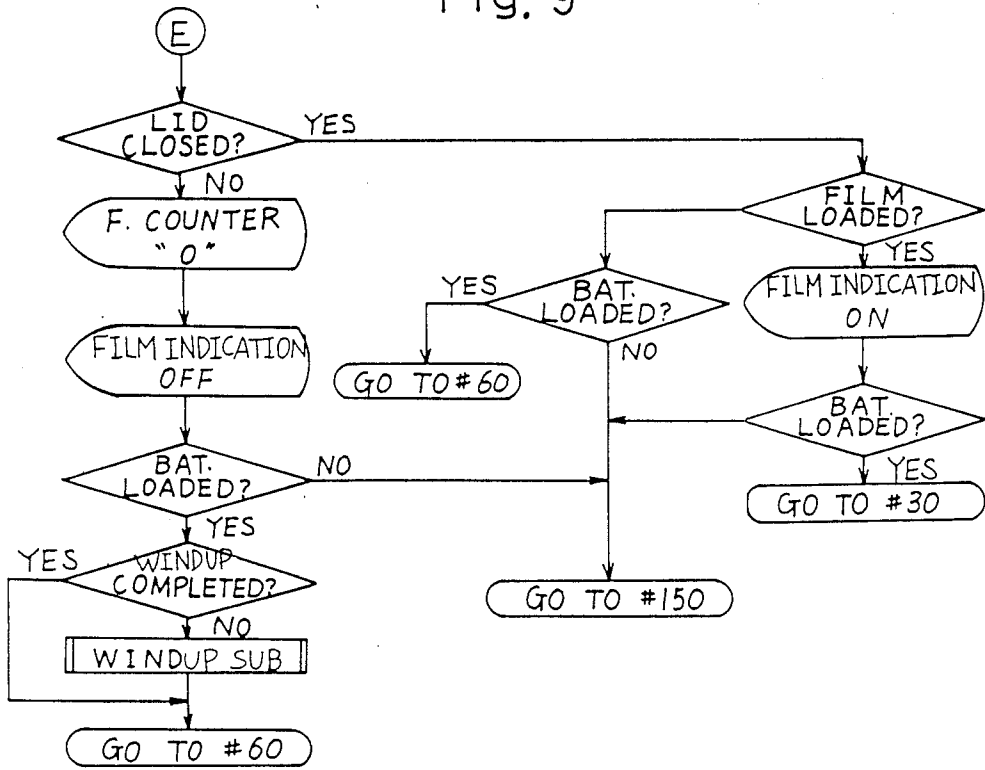 Fig. 9
E
LID
CLOSED?
YES
NO
F. COUNTER
"0"
FILM INDICATION
OFF
BAT.
LOADED?
NO
YES
WINDUP
COMPLETED?
YES
NO
WINDUP SUB
GO TO #60
FILM
LOADED?
YES
FILM INDICATION
ON
BAT.
LOADED?
YES
GO TO #30
BAT.
LOADED?
YES
NO
GO TO #60
GO TO #150